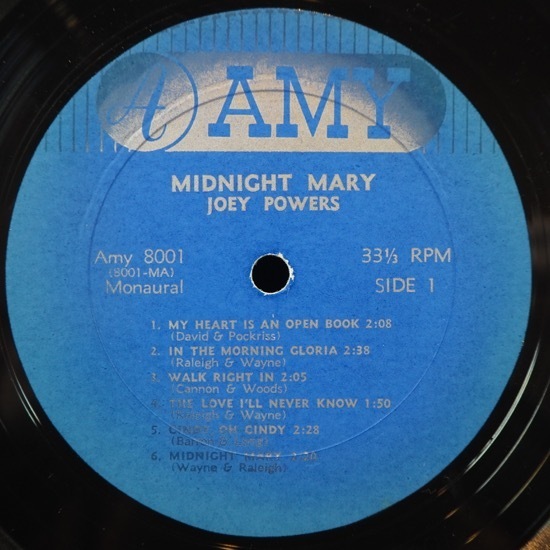 A AMY
MIDNIGHT MARY
JOEY POWERS
Amy 8001
(8001-MA)
Monaural
33⅓ RPM
SIDE 1
1. MY HEART IS AN OPEN BOOK 2:08
(David & Pockriss)
2. IN THE MORNING GLORIA 2:38
(Raleigh & Wayne)
3. WALK RIGHT IN 2:05
(Cannon & Woods)
4. THE LOVE I'LL NEVER KNOW 1:50
(Raleigh & Wayne)
5. CINDY, OH CINDY 2:28
6. MIDNIGHT MARY
(Wayne & Raleigh)